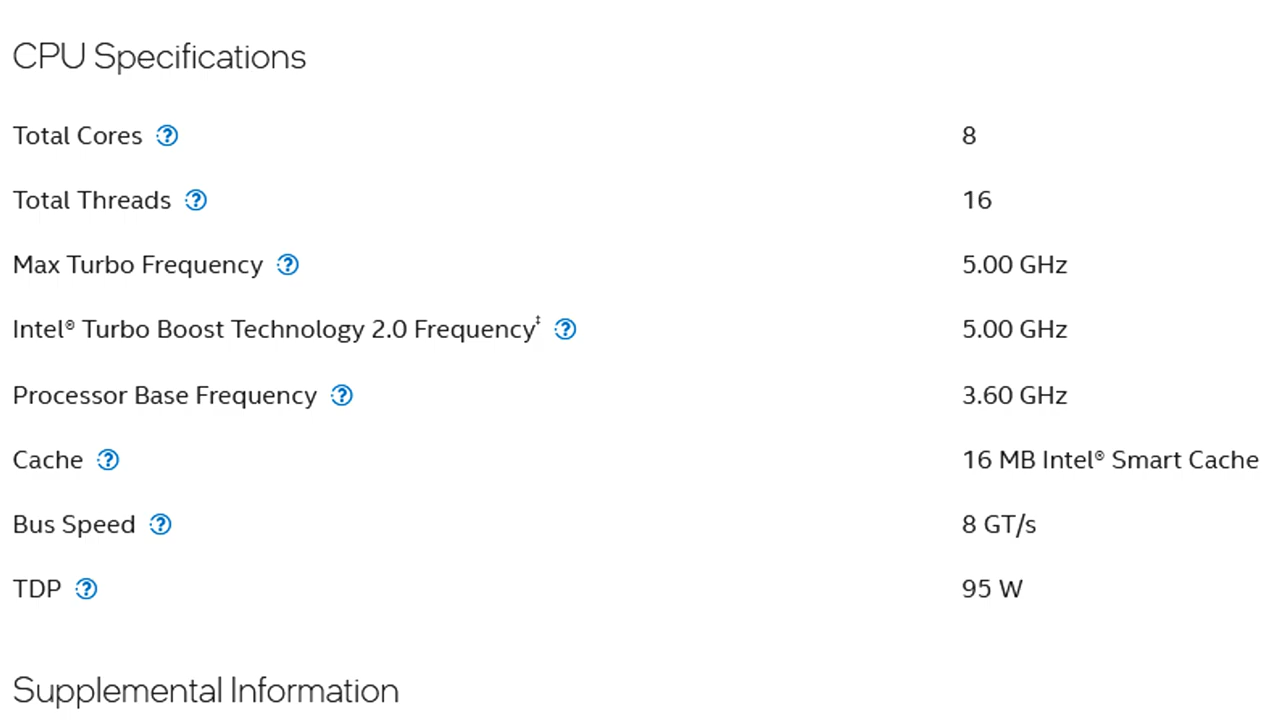 CPU Specifications
Total Cores 8
Total Threads 16
Max Turbo Frequency 5.00 GHz
Intel® Turbo Boost Technology 2.0 Frequency‡ 5.00 GHz
Processor Base Frequency 3.60 GHz
Cache 16 MB Intel® Smart Cache
Bus Speed 8 GT/s
TDP 95 W
Supplemental Information